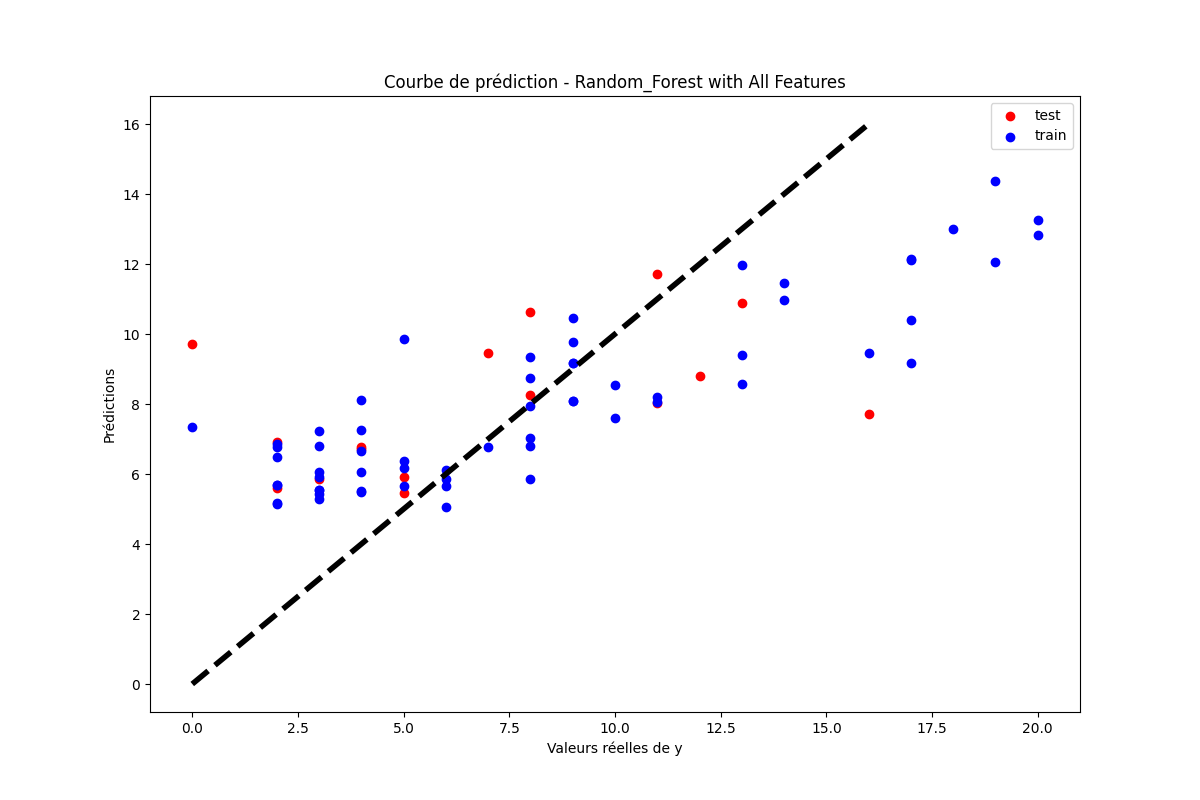 Courbe de prédiction - Random_Forest with All Features
test
train
16
14
12
10
8
6
4
2
0
Prédictions
0.0 2.5 5.0 7.5 10.0 12.5 15.0 17.5 20.0
Valeurs réelles de y